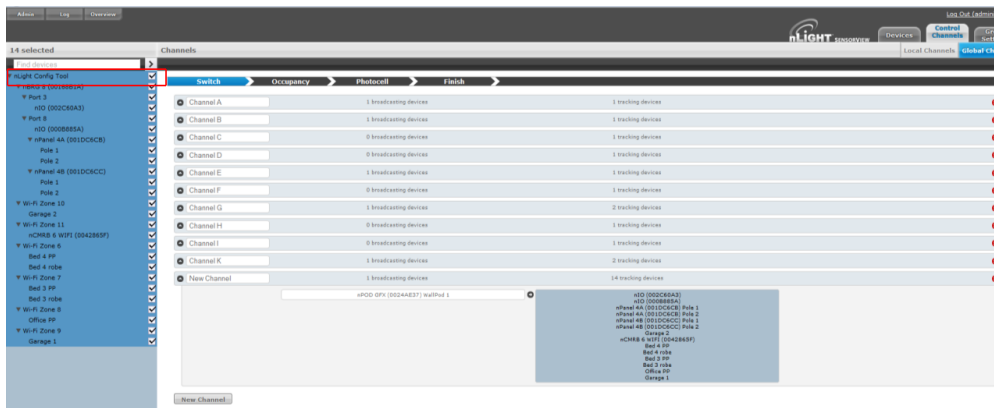 Admin Log Overview
Log Out (admin
nLIGHT SENSORVIEW Devices Control Channels
14 selected Channels Local Channels Global Ch
Find devices
nLight Config Tool
Switch Occupancy Photocell Finish
Port 3
nIO (002C60A3)
Port 8
nIO (000B885A)
nPanel 4A (001DC6CB)
Pole 1
Pole 2
nPanel 4B (001DC6CC)
Pole 1
Pole 2
Wi-Fi Zone 10
Garage 2
Wi-Fi Zone 11
nCMRB 6 WIFI (0042865F)
Wi-Fi Zone 6
Bed 4 PP
Bed 4 robe
Wi-Fi Zone 7
Bed 3 PP
Bed 3 robe
Wi-Fi Zone 8
Office PP
Wi-Fi Zone 9
Garage 1
Channel A 1 broadcasting devices 1 tracking devices
Channel B 1 broadcasting devices 1 tracking devices
Channel C 0 broadcasting devices 1 tracking devices
Channel D 0 broadcasting devices 1 tracking devices
Channel E 1 broadcasting devices 1 tracking devices
Channel F 0 broadcasting devices 1 tracking devices
Channel G 1 broadcasting devices 2 tracking devices
Channel H 0 broadcasting devices 1 tracking devices
Channel I 0 broadcasting devices 1 tracking devices
Channel K 1 broadcasting devices 2 tracking devices
New Channel 1 broadcasting devices 14 tracking devices
nPOD GFX (0024AE37) WallPod 1
nIO (002C60A3)
nIO (000B885A)
nPanel 4A (001DC6CB) Pole 1
nPanel 4A (001DC6CB) Pole 2
nPanel 4B (001DC6CC) Pole 1
nPanel 4B (001DC6CC) Pole 2
Garage 2
nCMRB 6 WIFI (0042865F)
Bed 4 PP
Bed 4 robe
Bed 3 PP
Bed 3 robe
Office PP
Garage 1
New Channel